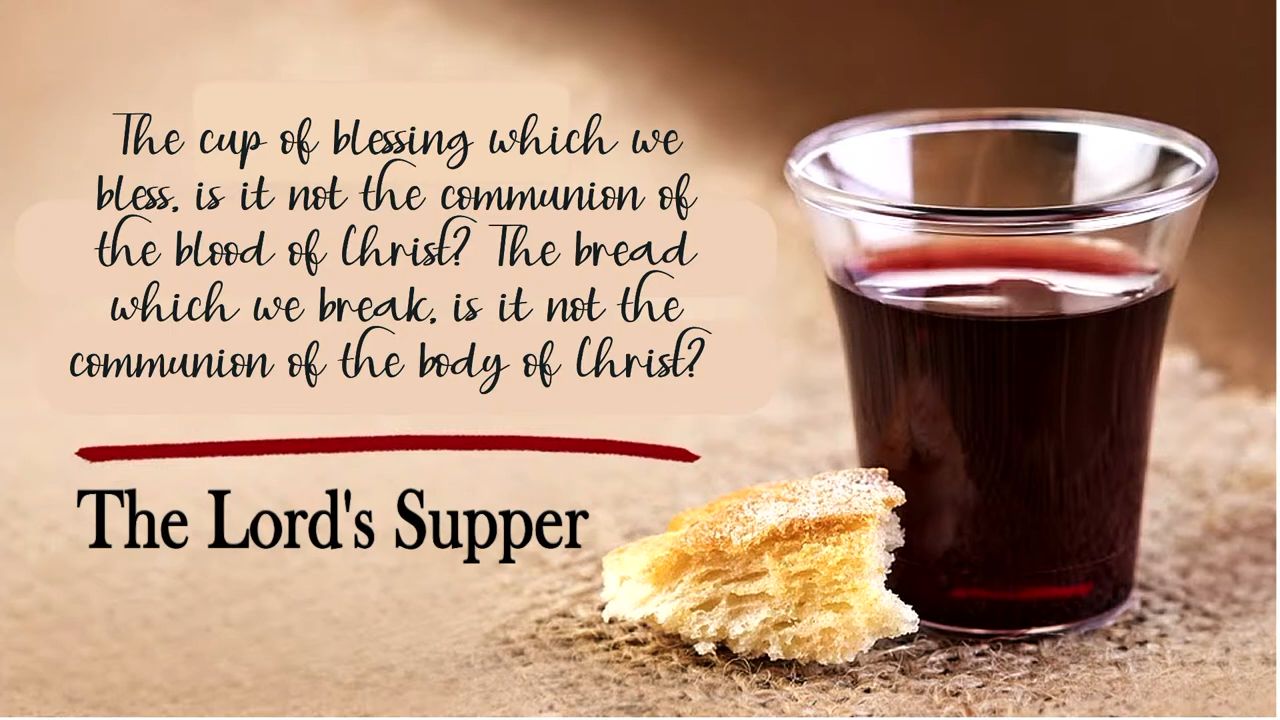 The cup of blessing which we
bless, is it not the communion of
the blood of Christ? The bread
which we break, is it not the
communion of the body of Christ?
The Lord's Supper